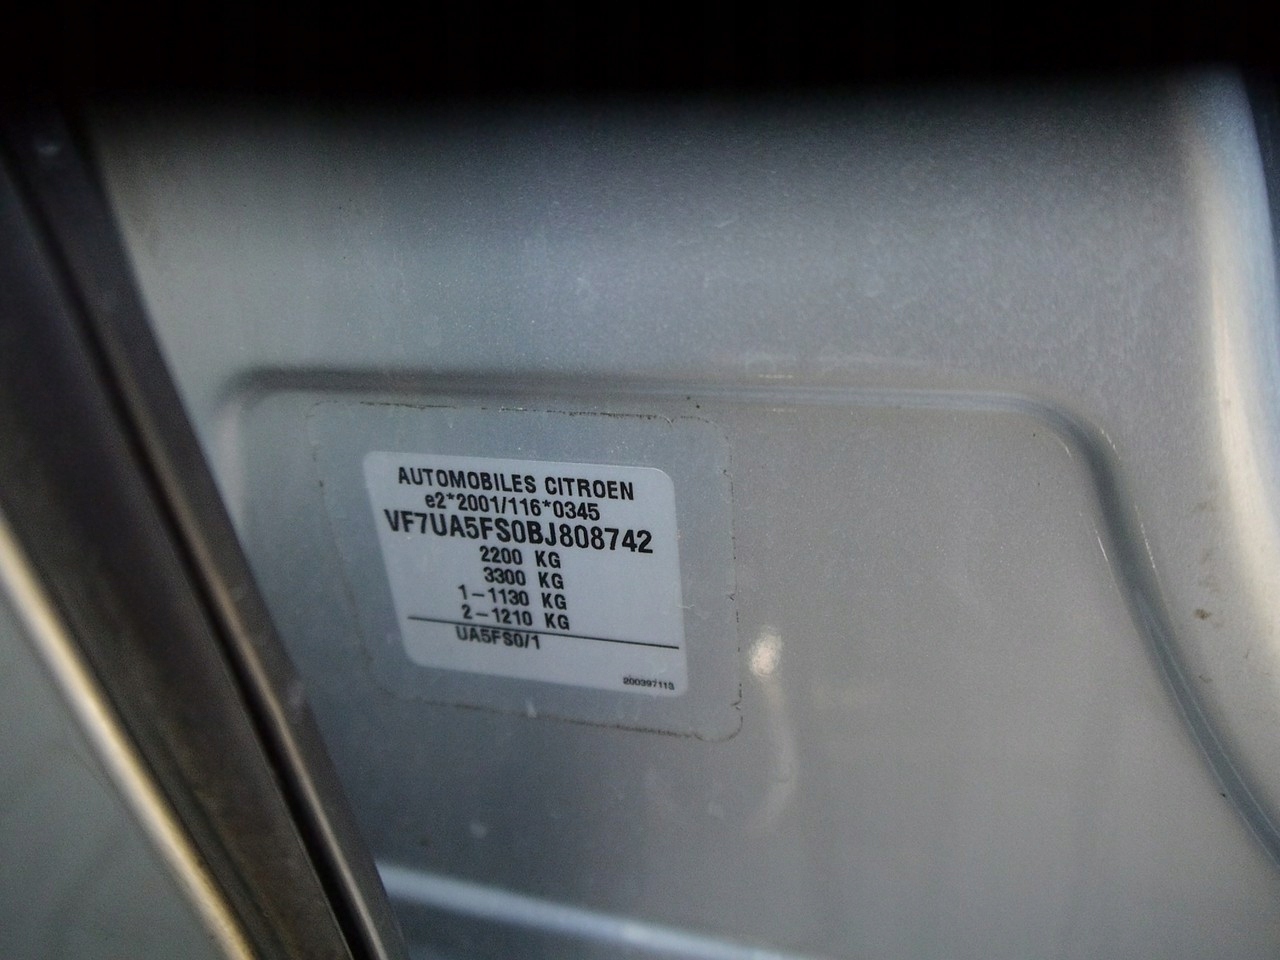 AUTOMOBILES CITROEN
e2*2001/116*0345
VF7UA5FS0BJ808742
2200 KG
3300 KG
1-1130 KG
2-1210 KG
UA5FS0/1
200397113